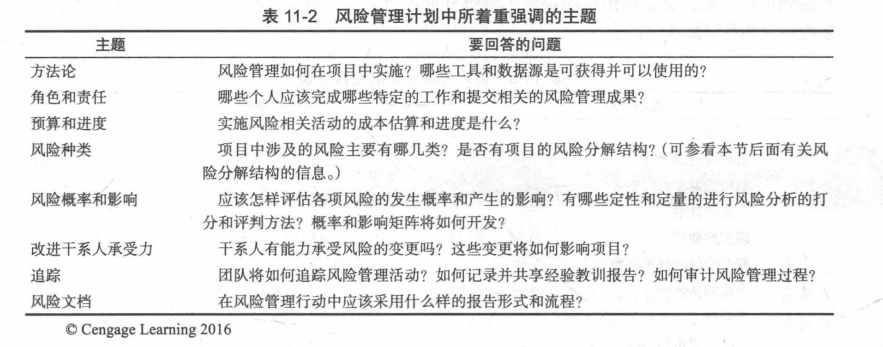 表 11-2 风险管理计划中所着重强调的主题
主题 要回答的问题
方法论 风险管理如何在项目中实施？哪些工具和数据源是可获得并可以使用的？
角色和责任 哪些个人应该完成哪些特定的工作和提交相关的风险管理成果？
预算和进度 实施风险相关活动的成本估算和进度是什么？
风险种类 项目中涉及的风险主要有哪几类？是否有项目的风险分解结构？（可参看本节后面有关风
险分解结构的信息。）
风险概率和影响 应该怎样评估各项风险的发生概率和产生的影响？有哪些定性和定量的进行风险分析的打
分和评判方法？概率和影响矩阵将如何开发？
改进干系人承受力 干系人有能力承受风险的变更吗？这些变更将如何影响项目？
追踪 团队将如何追踪风险管理活动？如何记录并共享经验教训报告？如何审计风险管理过程？
风险文档 在风险管理行动中应该采用什么样的报告形式和流程？
© Cengage Learning 2016